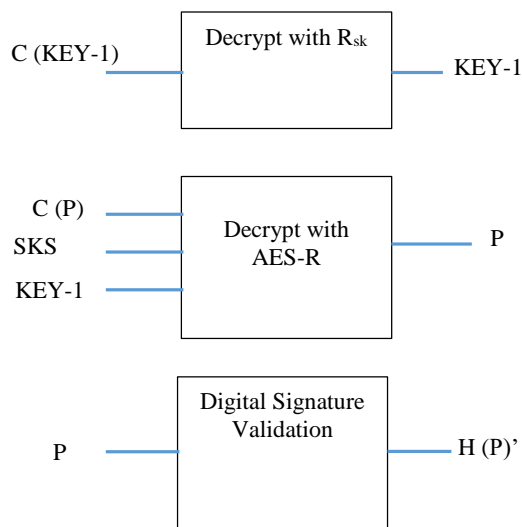 Decrypt with Rsk
C (KEY-1)
KEY-1
C (P)
SKS
KEY-1
Decrypt with
AES-R
P
Digital Signature
Validation
P
H (P)’